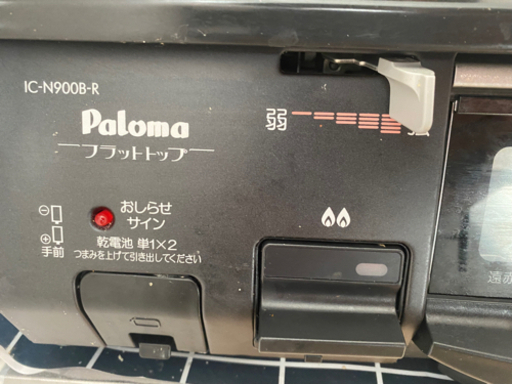 IC-N900B-R
Paloma
フラットトップ
弱
おしらせ
サイン
⊖
⊕
手前
乾電池 単1×2
つまみを上げて引き出してください
遠赤